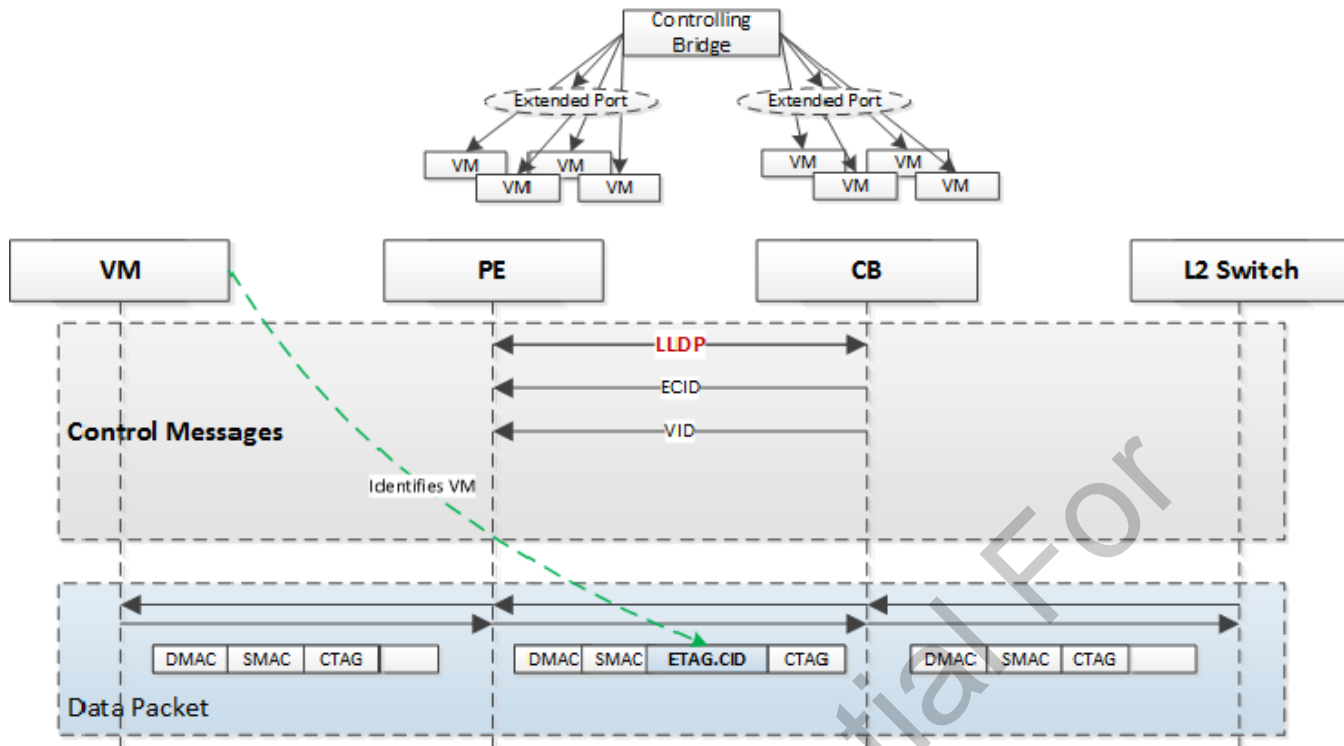 Controlling
Bridge
Extended Port
Extended Port
VM
VM
VM
VM
VM
VM
VM
VM
VM
PE
CB
L2 Switch
LLDP
ECID
Control Messages
VID
Identifies VM
DMAC
SMAC
CTAG
DMAC
SMAC
ETAG.CID
CTAG
DMAC
SMAC
CTAG
Data Packet
tial For